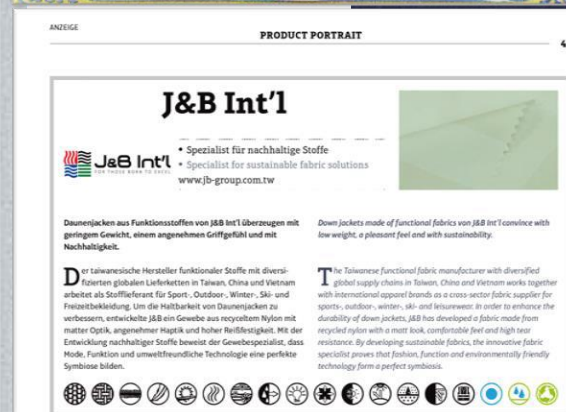 ANZEIGE
PRODUCT PORTRAIT
4
J&B Int'l
J&B Int'l
FOR THOSE BORN TO EXCEL
• Spezialist für nachhaltige Stoffe
• Specialist for sustainable fabric solutions
www.jb-group.com.tw
Daunenjacken aus Funktionsstoffen von J&B Int'l überzeugen mit
geringem Gewicht, einem angenehmen Griffgefühl und mit
Nachhaltigkeit.
Der taiwanesische Hersteller funktionaler Stoffe mit diversi-
fizierten globalen Lieferketten in Taiwan, China und Vietnam
arbeitet als Stofflieferant für Sport-, Outdoor-, Winter-, Ski- und
Freizeitbekleidung. Um die Haltbarkeit von Daunenjacken zu
verbessern, entwickelte J&B ein Gewebe aus recyceltem Nylon mit
matter Optik, angenehmer Haptik und hoher Reißfestigkeit. Mit der
Entwicklung nachhaltiger Stoffe beweist der Gewebespezialist, dass
Mode, Funktion und umweltfreundliche Technologie eine perfekte
Symbiose bilden.
Down jackets made of functional fabrics von J&B Int'l convince with
low weight, a pleasant feel and with sustainability.
The Taiwanese functional fabric manufacturer with diversified
global supply chains in Taiwan, China and Vietnam works together
with international apparel brands as a cross-sector fabric supplier for
sports-, outdoor-, winter-, ski- and leisurewear. In order to enhance the
durability of down jackets, J&B has developed a fabric made from
recycled nylon with a matt look, comfortable feel and high tear
resistance. By developing sustainable fabrics, the innovative fabric
specialist proves that fashion, function and environmentally friendly
technology form a perfect symbiosis.